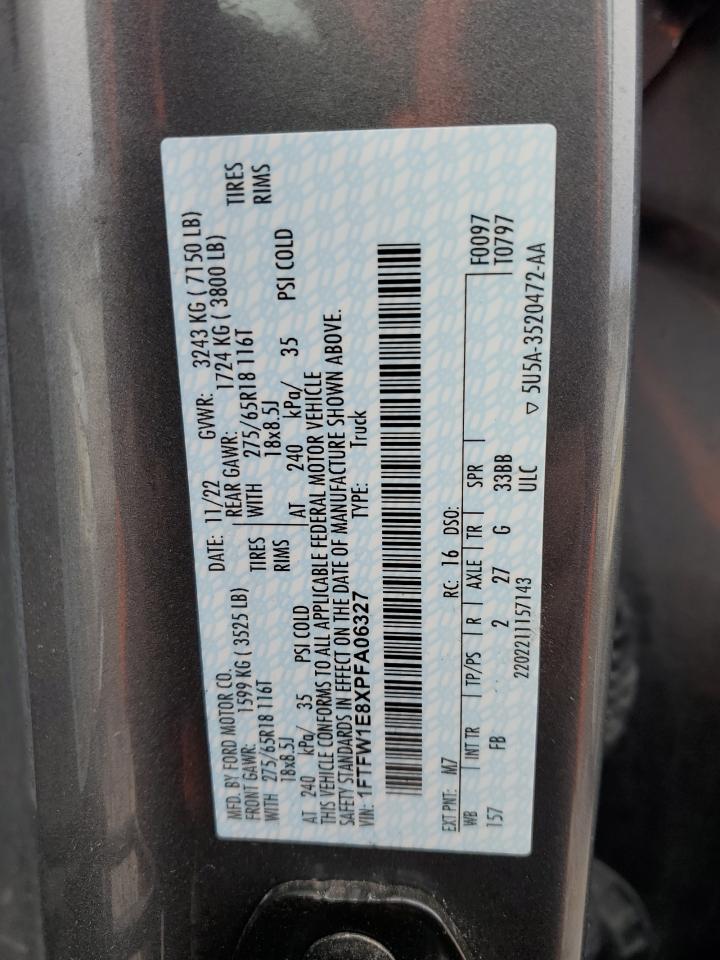 MFD. BY FORD MOTOR CO. DATE: 11/22 GVWR: 3243 KG ( 7150 LB)
FRONT GAWR: 1599 KG ( 3525 LB) REAR GAWR: 1724 KG ( 3800 LB)
WITH 275/65R18 116T TIRES WITH 275/65R18 116T TIRES
18x8.5J RIMS 18x8.5J RIMS
AT 240 kPa/ 35 PSI COLD AT 240 kPa/ 35 PSI COLD
THIS VEHICLE CONFORMS TO ALL APPLICABLE FEDERAL MOTOR VEHICLE
SAFETY STANDARDS IN EFFECT ON THE DATE OF MANUFACTURE SHOWN ABOVE.
VIN: 1FTFW1E8XPFA06327 TYPE: Truck
F0097
EXT PNT: M7 RC: 16 DSO: T0797
WB INT TR TP/PS R AXLE TR SPR
157 FB 2 27 G 33BB
2202211157143 ULC ▽ 5U5A-3520472-AA